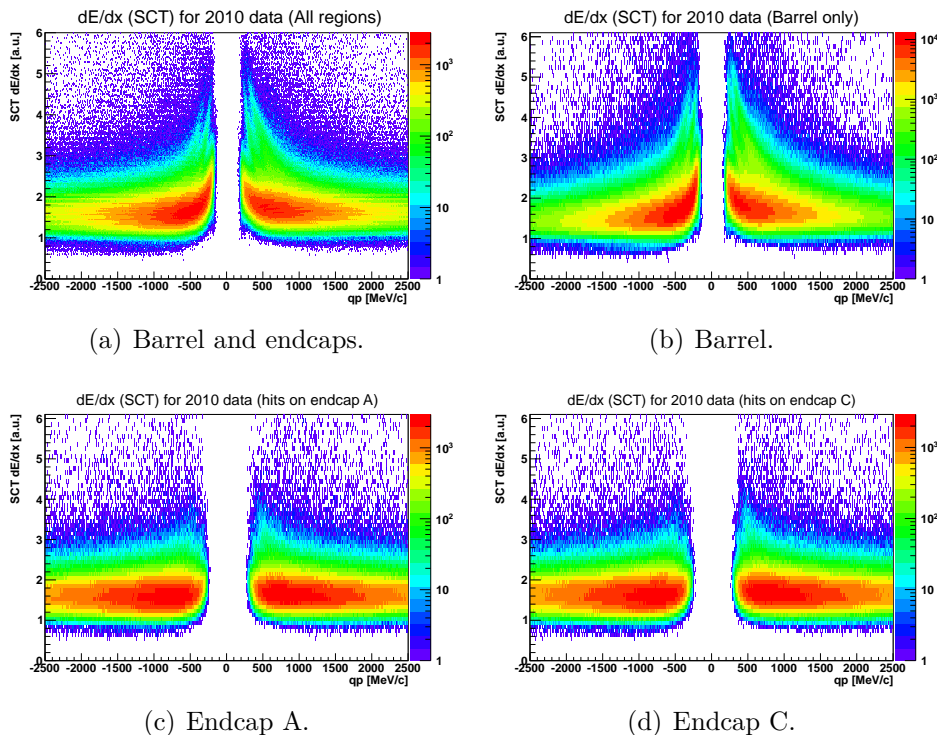 dE/dx (SCT) for 2010 data (All regions)
SCT dE/dx [a.u.]
6
5
4
3
2
1
0
-2500 -2000 -1500 -1000 -500 0 500 1000 1500 2000 2500
qp [MeV/c]
10³
10²
10
1
(a) Barrel and endcaps.
dE/dx (SCT) for 2010 data (Barrel only)
SCT dE/dx [a.u.]
6
5
4
3
2
1
0
-2500 -2000 -1500 -1000 -500 0 500 1000 1500 2000 2500
qp [MeV/c]
10⁴
10³
10²
10
1
(b) Barrel.
dE/dx (SCT) for 2010 data (hits on endcap A)
SCT dE/dx [a.u.]
6
5
4
3
2
1
0
-2500 -2000 -1500 -1000 -500 0 500 1000 1500 2000 2500
qp [MeV/c]
10³
10²
10
1
(c) Endcap A.
dE/dx (SCT) for 2010 data (hits on endcap C)
SCT dE/dx [a.u.]
6
5
4
3
2
1
0
-2500 -2000 -1500 -1000 -500 0 500 1000 1500 2000 2500
qp [MeV/c]
10³
10²
10
1
(d) Endcap C.